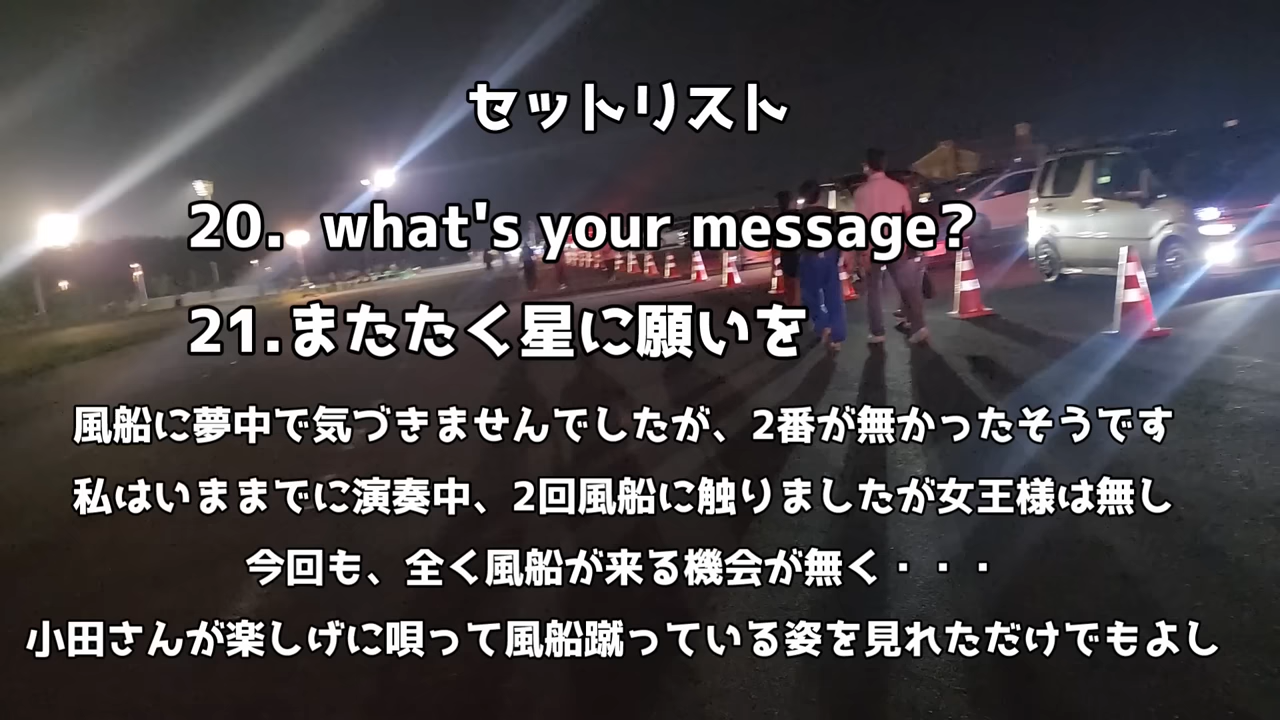 セットリスト
20. what's your message?
21.またたく星に願いを
風船に夢中で気づきませんでしたが、2番が無かったそうです
私はいままでに演奏中、2回風船に触りましたが女王様は無し
今回も、全く風船が来る機会が無く・・・
小田さんが楽しげに唄って風船蹴っている姿を見れただけでもよし